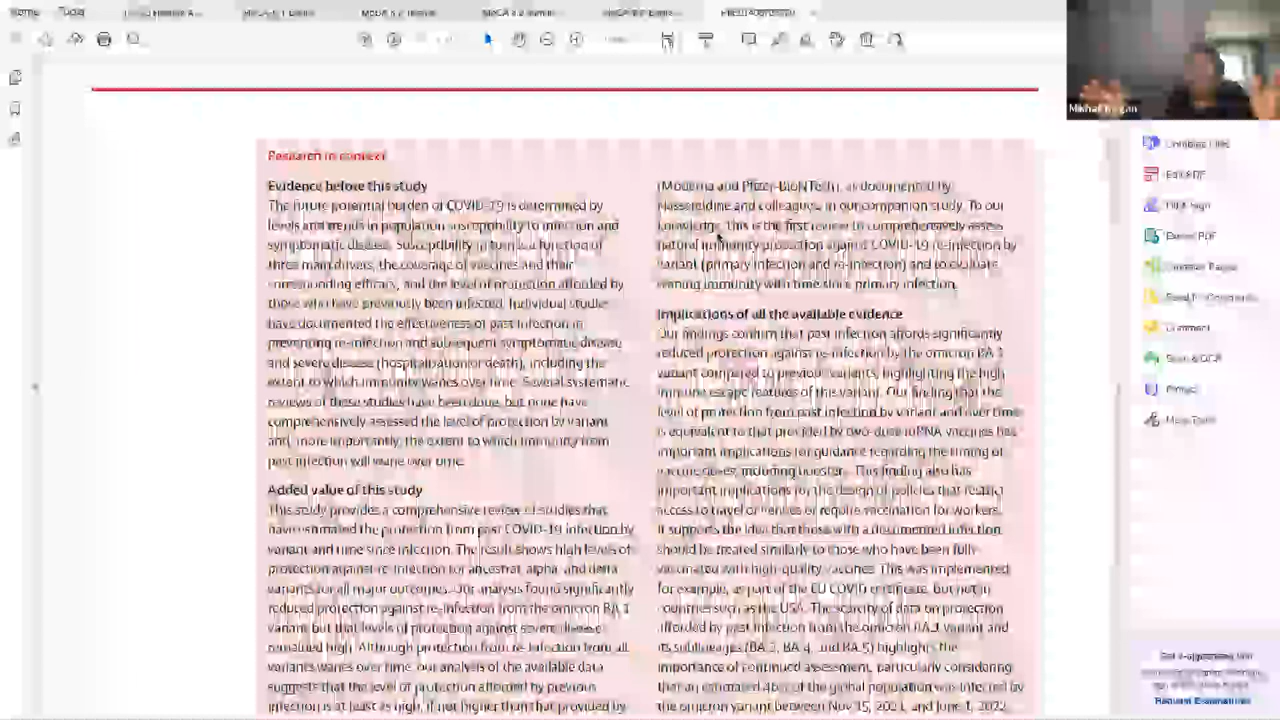 Home
Tools
Mikhail Kogan
Combine Files
Edit PDF
Fill & Sign
Export PDF
Organize Pages
Send for Comments
Comment
Scan & OCR
Protect
More Tools
Research in context
Evidence before this study
The future potential burden of COVID-19 is determined by
levels and trends in population susceptibility to infection and
symptomatic disease. Susceptibility in turn is a function of
three main drivers, the coverage of vaccines and their
corresponding efficacy, and the level of protection afforded by
those who have previously been infected. Individual studies
have documented the effectiveness of past infection in
preventing re-infection and subsequent symptomatic disease
and severe disease (hospitalisation or death), including the
extent to which immunity wanes over time. Several systematic
reviews of these studies have been done, but none have
comprehensively assessed the level of protection by variant
and, more importantly, the extent to which immunity from
past infection will wane over time.
Added value of this study
This study provides a comprehensive review of studies that
have estimated the protection from past COVID-19 infection by
variant and time since infection. The result shows high levels of
protection against re-infection for ancestral, alpha, and delta
variants for all major outcomes. Our analysis found significantly
reduced protection against re-infection from the omicron BA.1
variant but that levels of protection against severe disease
remained high. Although protection from re-infection from all
variants wanes over time, our analysis of the available data
suggests that the level of protection afforded by previous
infection is at least as high, if not higher than that provided by
(Moderna and Pfizer-BioNTech), as documented by
Nassereldine and colleagues in our companion study. To our
knowledge, this is the first review to comprehensively assess
natural immunity protection against COVID-19 re-infection by
variant (primary infection and re-infection) and to evaluate
waning immunity with time since primary infection.
Implications of all the available evidence
Our findings confirm that past infection affords significantly
reduced protection against re-infection by the omicron BA.1
variant compared to previous variants, highlighting the high
immune escape features of this variant. Our finding that the
level of protection from past infection by variant and over time
is equivalent to that provided by two-dose mRNA vaccines has
important implications for guidance regarding the timing of
vaccine doses, including boosters. This finding also has
important implications for the design of policies that restrict
access to travel or venues or require vaccination for workers.
It supports the idea that those with a documented infection
should be treated similarly to those who have been fully
vaccinated with high-quality vaccines. This was implemented
for example, as part of the EU COVID certificate, but not in
countries such as the USA. The scarcity of data on protection
afforded by past infection from the omicron BA.1 variant and
its sublineages (BA.2, BA.4, and BA.5) highlights the
importance of continued assessment, particularly considering
that an estimated 46% of the global population was infected by
the omicron variant between Nov 15, 2021, and June 1, 2022.